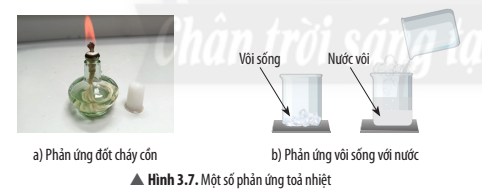 Chân trời sáng tạ
Vôi sống
Nước vôi
a) Phản ứng đốt cháy cồn
b) Phản ứng vôi sống với nước
▲ Hình 3.7. Một số phản ứng toả nhiệt